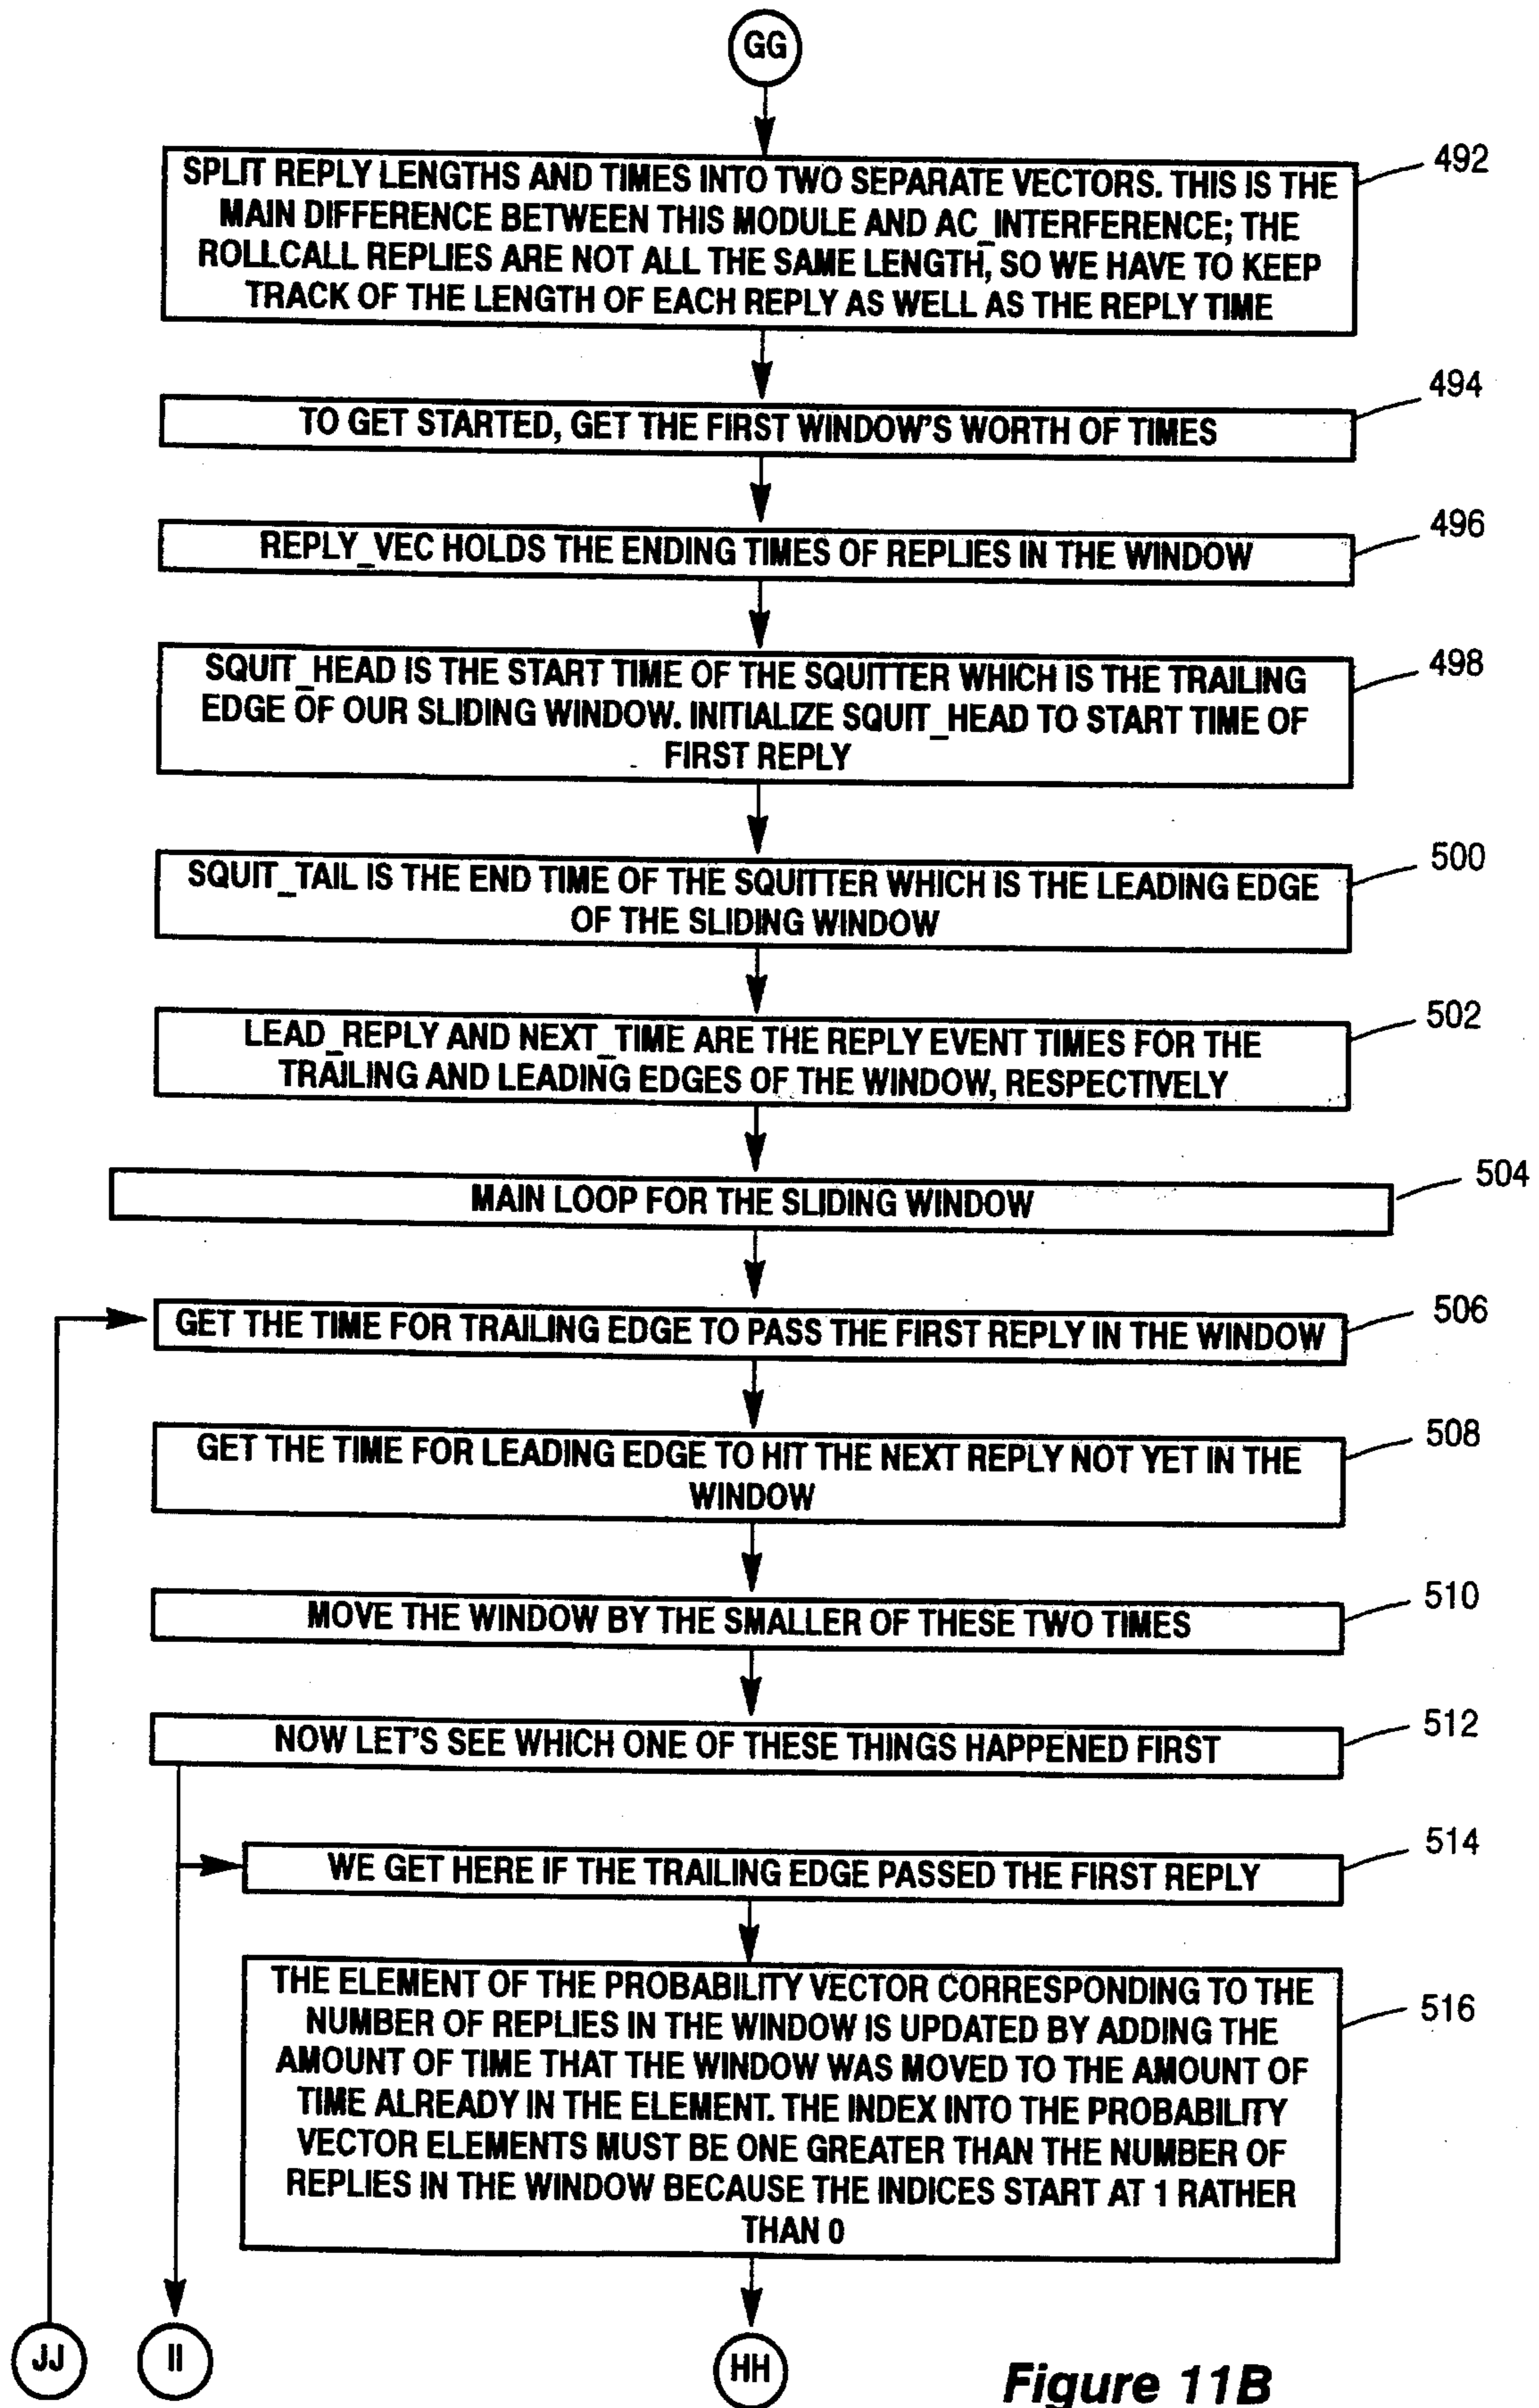 GG
SPLIT REPLY LENGTHS AND TIMES INTO TWO SEPARATE VECTORS. THIS IS THE
MAIN DIFFERENCE BETWEEN THIS MODULE AND AC_INTERFERENCE; THE
ROLLCALL REPLIES ARE NOT ALL THE SAME LENGTH, SO WE HAVE TO KEEP
TRACK OF THE LENGTH OF EACH REPLY AS WELL AS THE REPLY TIME
492
TO GET STARTED, GET THE FIRST WINDOW'S WORTH OF TIMES
494
REPLY_VEC HOLDS THE ENDING TIMES OF REPLIES IN THE WINDOW
496
SQUIT_HEAD IS THE START TIME OF THE SQUITTER WHICH IS THE TRAILING
EDGE OF OUR SLIDING WINDOW. INITIALIZE SQUIT_HEAD TO START TIME OF
FIRST REPLY
498
SQUIT_TAIL IS THE END TIME OF THE SQUITTER WHICH IS THE LEADING EDGE
OF THE SLIDING WINDOW
500
LEAD_REPLY AND NEXT_TIME ARE THE REPLY EVENT TIMES FOR THE
TRAILING AND LEADING EDGES OF THE WINDOW, RESPECTIVELY
502
MAIN LOOP FOR THE SLIDING WINDOW
504
GET THE TIME FOR TRAILING EDGE TO PASS THE FIRST REPLY IN THE WINDOW
506
GET THE TIME FOR LEADING EDGE TO HIT THE NEXT REPLY NOT YET IN THE
WINDOW
508
MOVE THE WINDOW BY THE SMALLER OF THESE TWO TIMES
510
NOW LET'S SEE WHICH ONE OF THESE THINGS HAPPENED FIRST
512
WE GET HERE IF THE TRAILING EDGE PASSED THE FIRST REPLY
514
THE ELEMENT OF THE PROBABILITY VECTOR CORRESPONDING TO THE
NUMBER OF REPLIES IN THE WINDOW IS UPDATED BY ADDING THE
AMOUNT OF TIME THAT THE WINDOW WAS MOVED TO THE AMOUNT OF
TIME ALREADY IN THE ELEMENT. THE INDEX INTO THE PROBABILITY
VECTOR ELEMENTS MUST BE ONE GREATER THAN THE NUMBER OF
REPLIES IN THE WINDOW BECAUSE THE INDICES START AT 1 RATHER
THAN 0
516
JJ
II
HH
Figure 11B